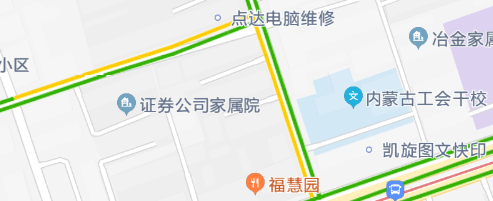 点达电脑维修
冶金家属
小区
证券公司家属院
内蒙古工会干校
凯旋图文快印
福慧园